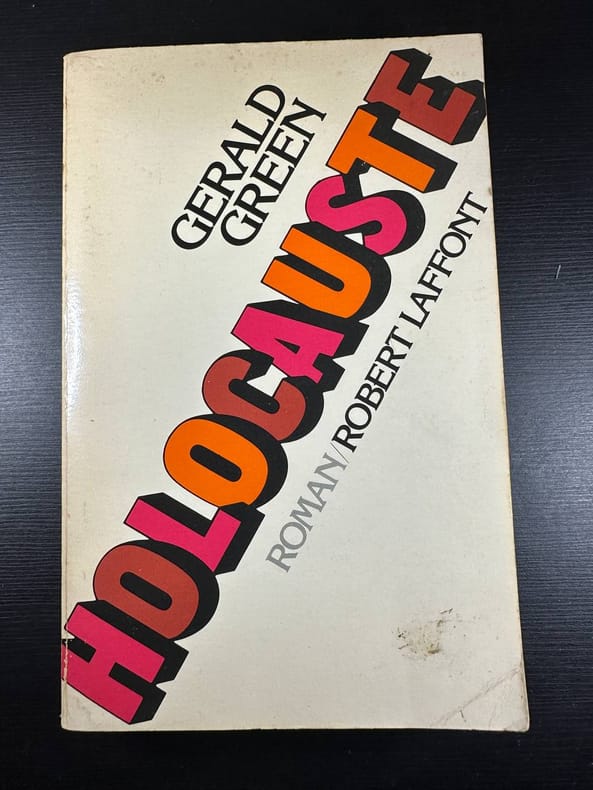 GERALD
GREEN
HOLOCAUSTE
ROMAN/ROBERT LAFFONT